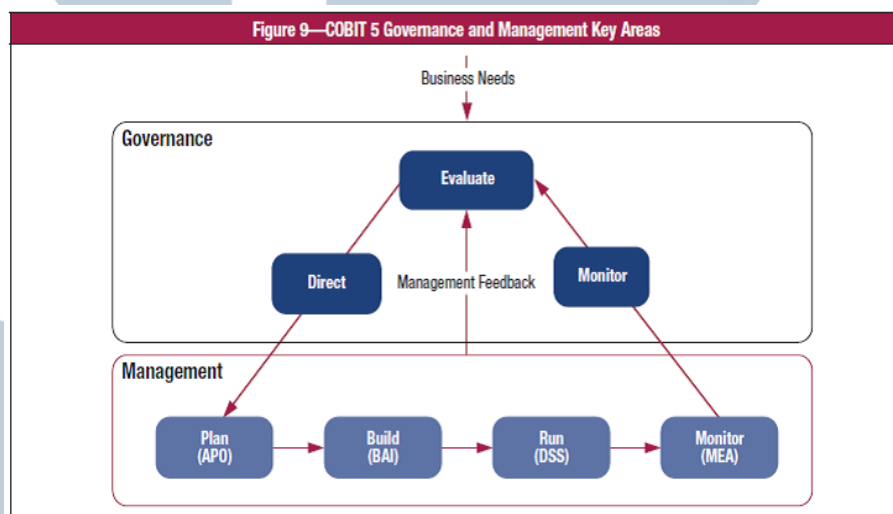 Figure 9—COBIT 5 Governance and Management Key Areas
Business Needs
Governance
Evaluate
Direct
Management Feedback
Monitor
Management
Plan
(APO)
Build
(BAI)
Run
(DSS)
Monitor
(MEA)